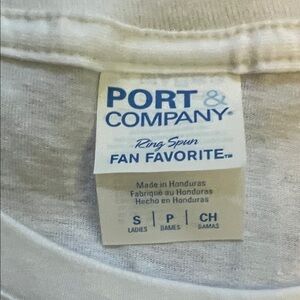 PORT &
COMPANY®
Ring Spun
FAN FAVORITE™
Made in Honduras
Fabriqué au Honduras
Hecho en Honduras
S | P | CH
LADIES | DAMES | DAMAS